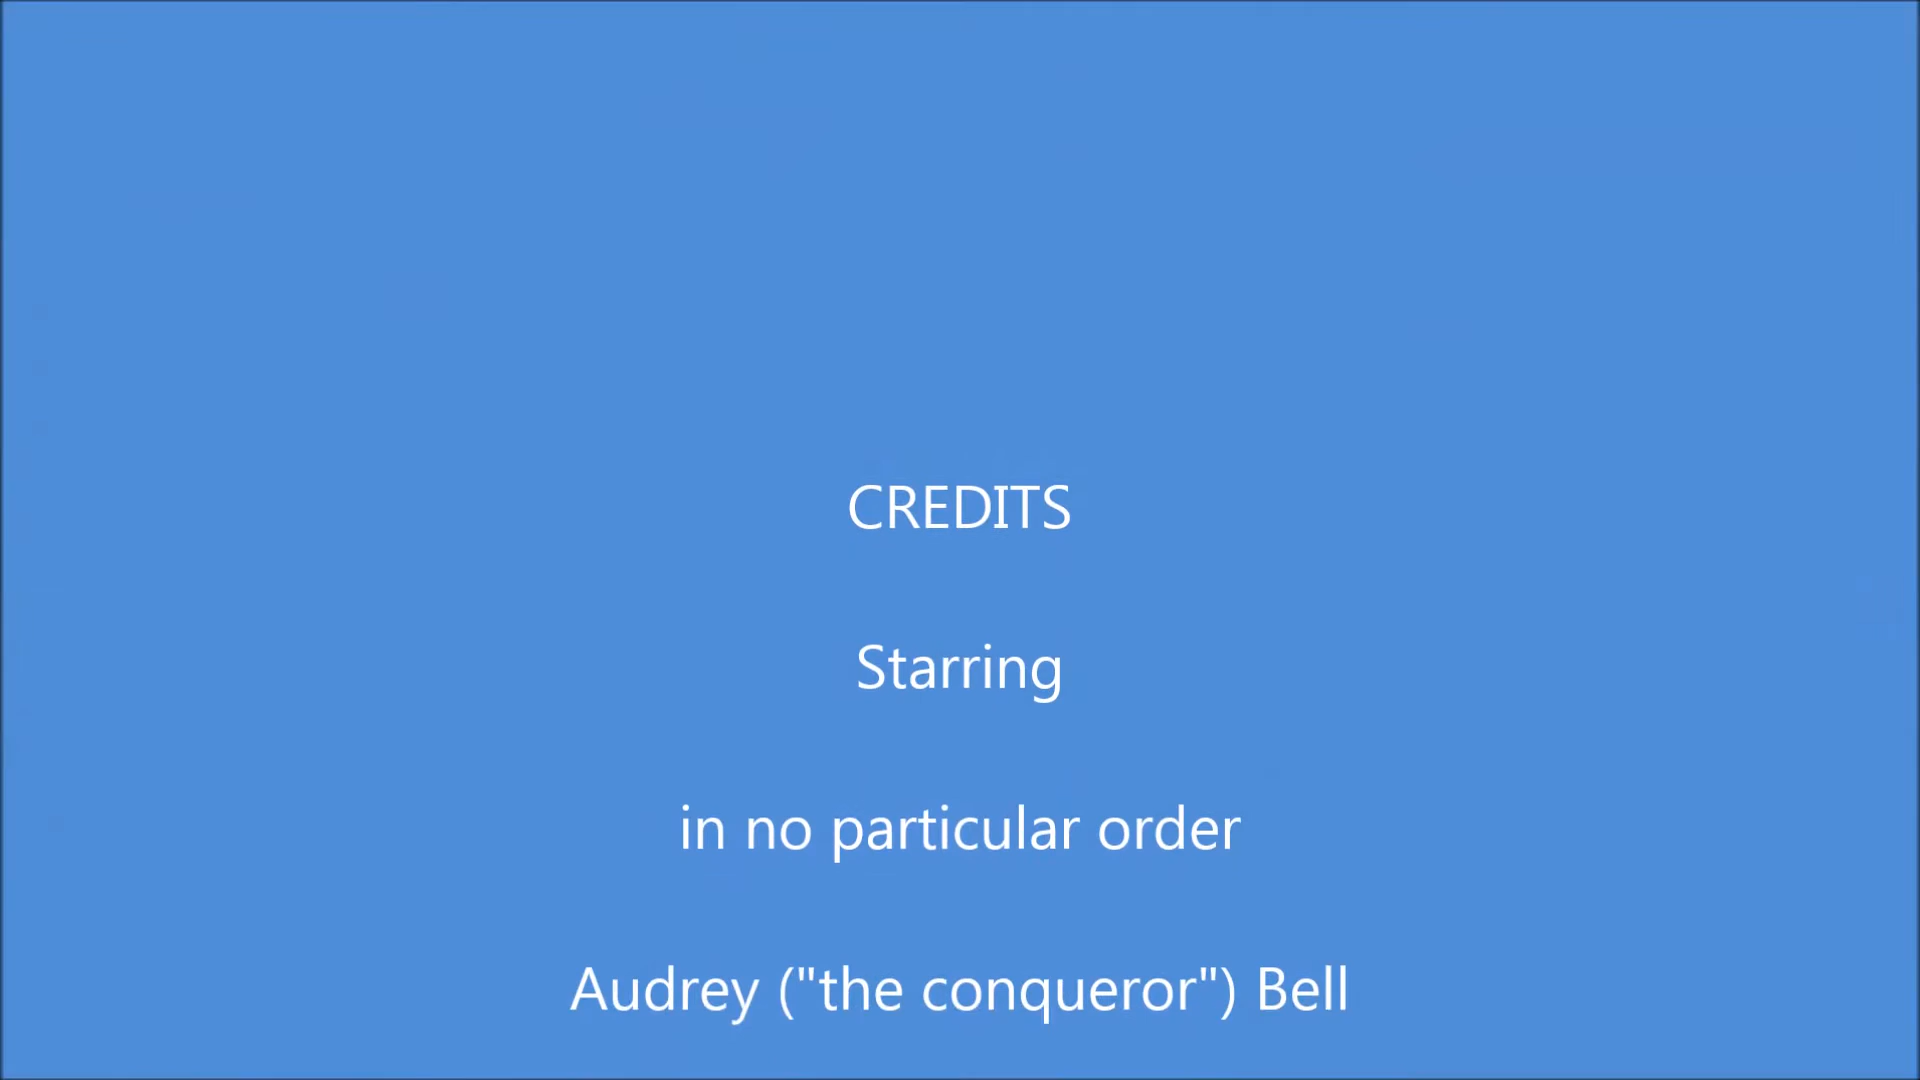 CREDITS
Starring
in no particular order
Audrey ("the conqueror") Bell